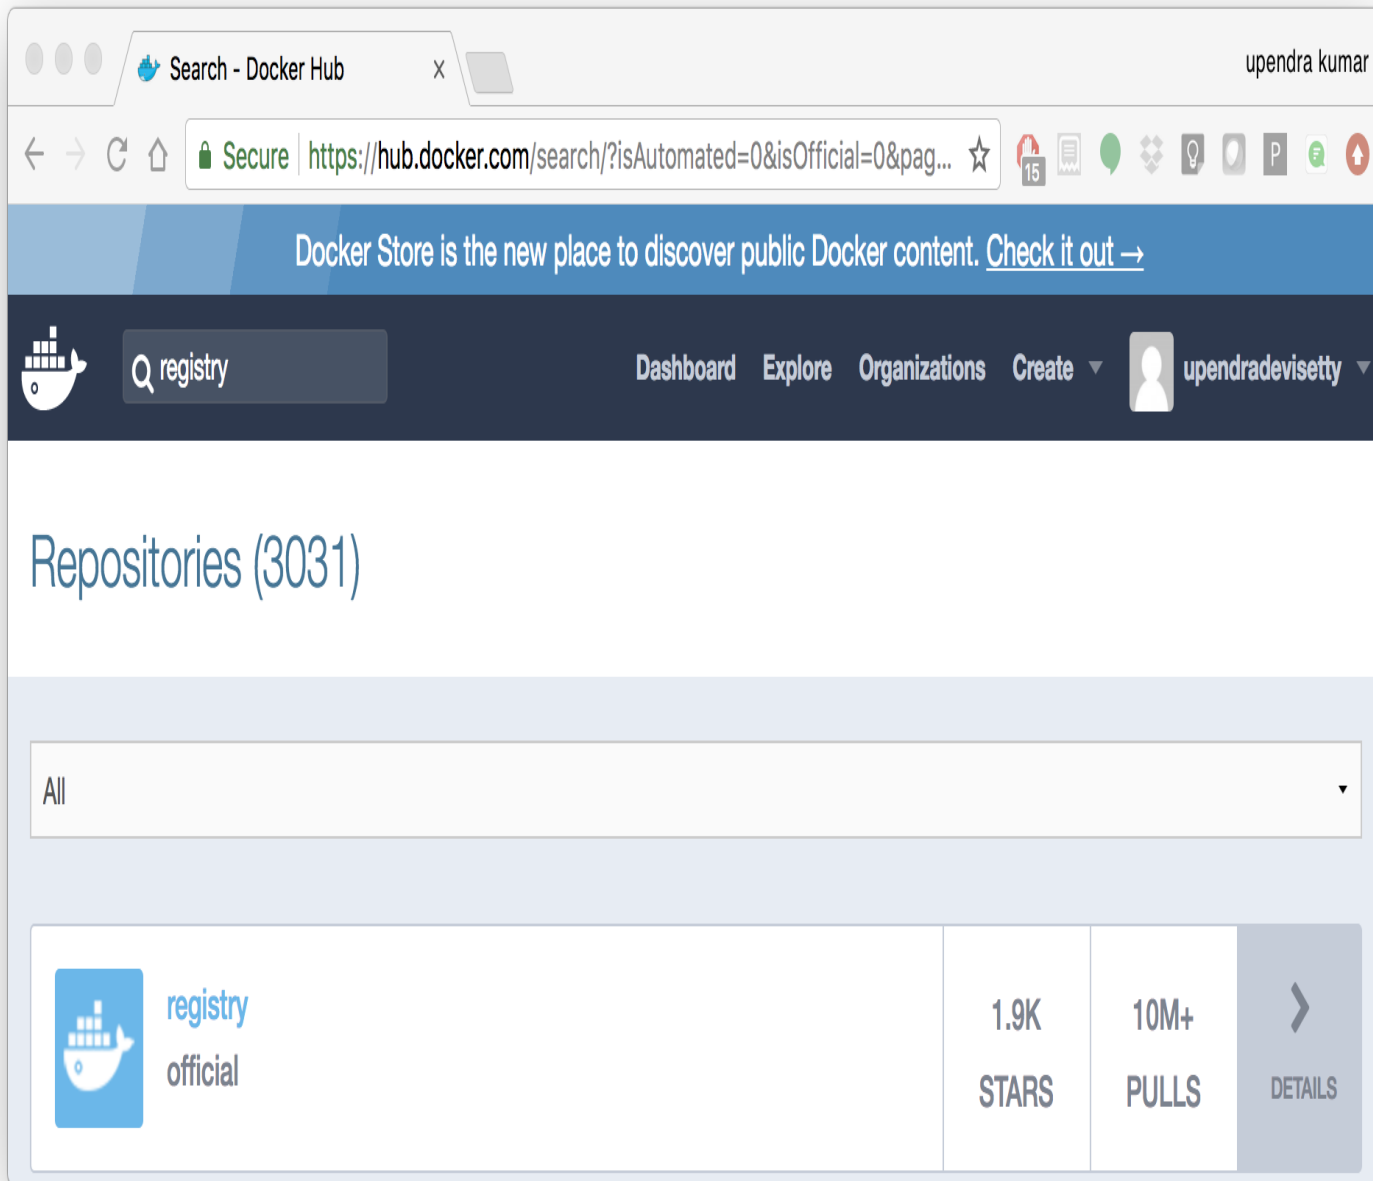 Search - Docker Hub
upendra kumar
Secure https://hub.docker.com/search/?isAutomated=0&isOfficial=0&pag...
15
P
Docker Store is the new place to discover public Docker content. Check it out →
registry
Dashboard Explore Organizations Create upendradevisetty
Repositories (3031)
All
registry
official
1.9K
STARS
10M+
PULLS
DETAILS